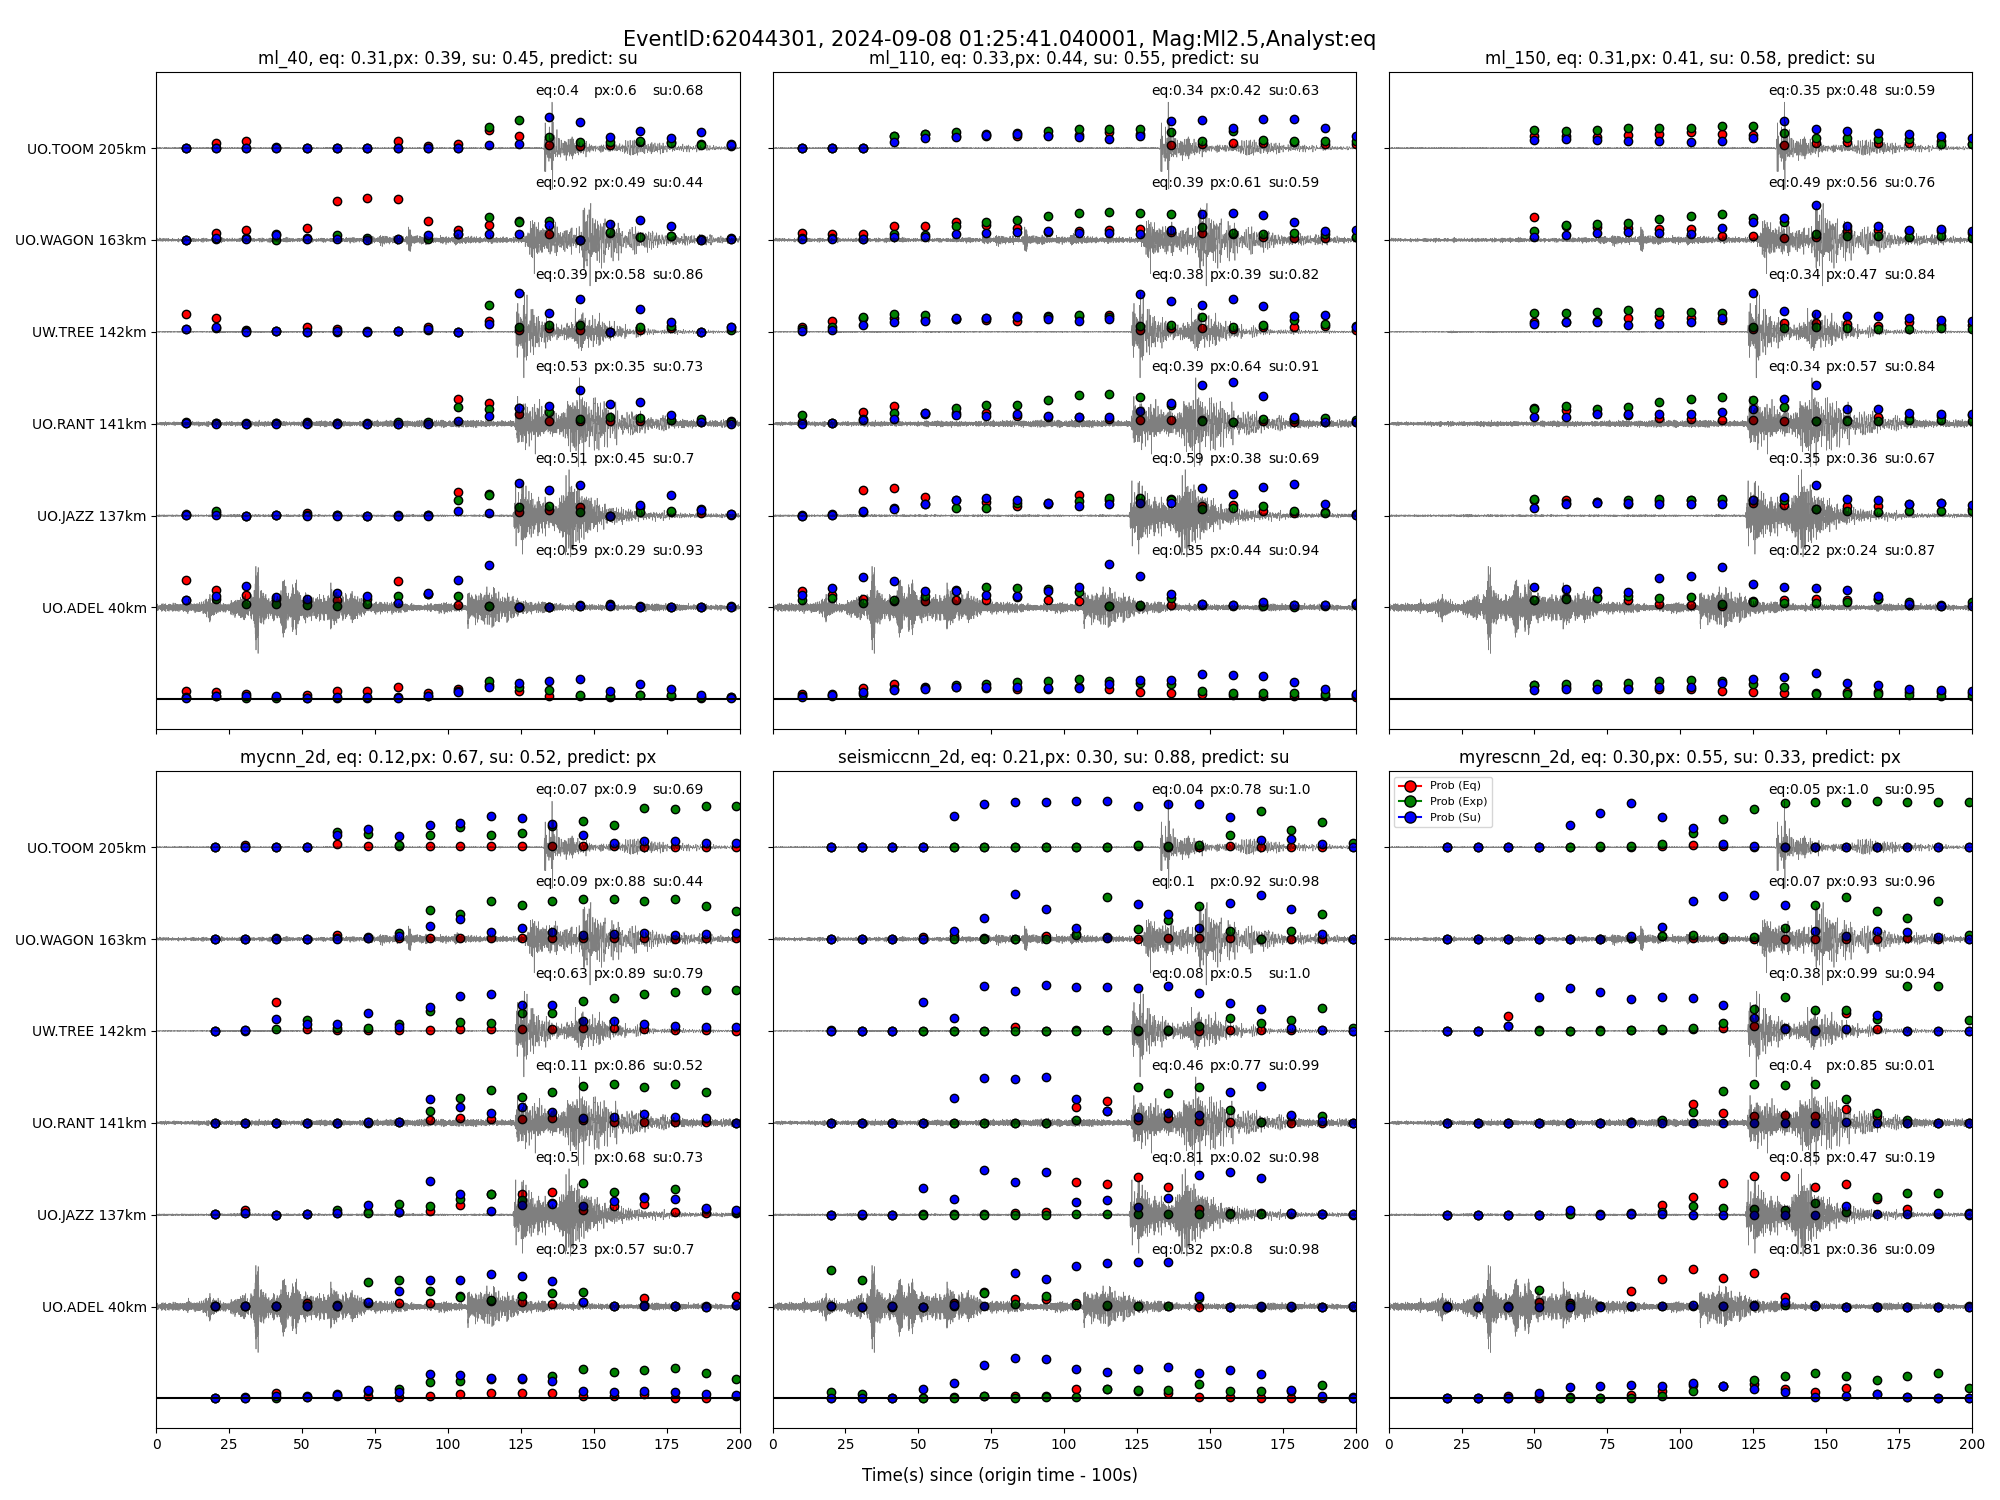 EventID:62044301, 2024-09-08 01:25:41.040001, Mag:Ml2.5,Analyst:eq
ml_40, eq: 0.31,px: 0.39, su: 0.45, predict: su
eq:0.4 px:0.6 su:0.68
UO.TOOM 205km
eq:0.92 px:0.49 su:0.44
UO.WAGON 163km
eq:0.39 px:0.58 su:0.86
UW.TREE 142km
eq:0.53 px:0.35 su:0.73
UO.RANT 141km
eq:0.51 px:0.45 su:0.7
UO.JAZZ 137km
eq:0.59 px:0.29 su:0.93
UO.ADEL 40km
ml_110, eq: 0.33,px: 0.44, su: 0.55, predict: su
eq:0.34 px:0.42 su:0.63
eq:0.39 px:0.61 su:0.59
eq:0.38 px:0.39 su:0.82
eq:0.39 px:0.64 su:0.91
eq:0.59 px:0.38 su:0.69
eq:0.35 px:0.44 su:0.94
ml_150, eq: 0.31,px: 0.41, su: 0.58, predict: su
eq:0.35 px:0.48 su:0.59
eq:0.49 px:0.56 su:0.76
eq:0.34 px:0.47 su:0.84
eq:0.34 px:0.57 su:0.84
eq:0.35 px:0.36 su:0.67
eq:0.22 px:0.24 su:0.87
mycnn_2d, eq: 0.12,px: 0.67, su: 0.52, predict: px
eq:0.07 px:0.9 su:0.69
UO.TOOM 205km
eq:0.09 px:0.88 su:0.44
UO.WAGON 163km
eq:0.63 px:0.89 su:0.79
UW.TREE 142km
eq:0.11 px:0.86 su:0.52
UO.RANT 141km
eq:0.5 px:0.68 su:0.73
UO.JAZZ 137km
eq:0.23 px:0.57 su:0.7
UO.ADEL 40km
0 25 50 75 100 125 150 175 200
seismiccnn_2d, eq: 0.21,px: 0.30, su: 0.88, predict: su
eq:0.04 px:0.78 su:1.0
eq:0.1 px:0.92 su:0.98
eq:0.08 px:0.5 su:1.0
eq:0.46 px:0.77 su:0.99
eq:0.81 px:0.02 su:0.98
eq:0.32 px:0.8 su:0.98
0 25 50 75 100 125 150 175 200
myrescnn_2d, eq: 0.30,px: 0.55, su: 0.33, predict: px
Prob (Eq)
Prob (Exp)
Prob (Su)
eq:0.05 px:1.0 su:0.95
eq:0.07 px:0.93 su:0.96
eq:0.38 px:0.99 su:0.94
eq:0.4 px:0.85 su:0.01
eq:0.85 px:0.47 su:0.19
eq:0.81 px:0.36 su:0.09
0 25 50 75 100 125 150 175 200
Time(s) since (origin time - 100s)